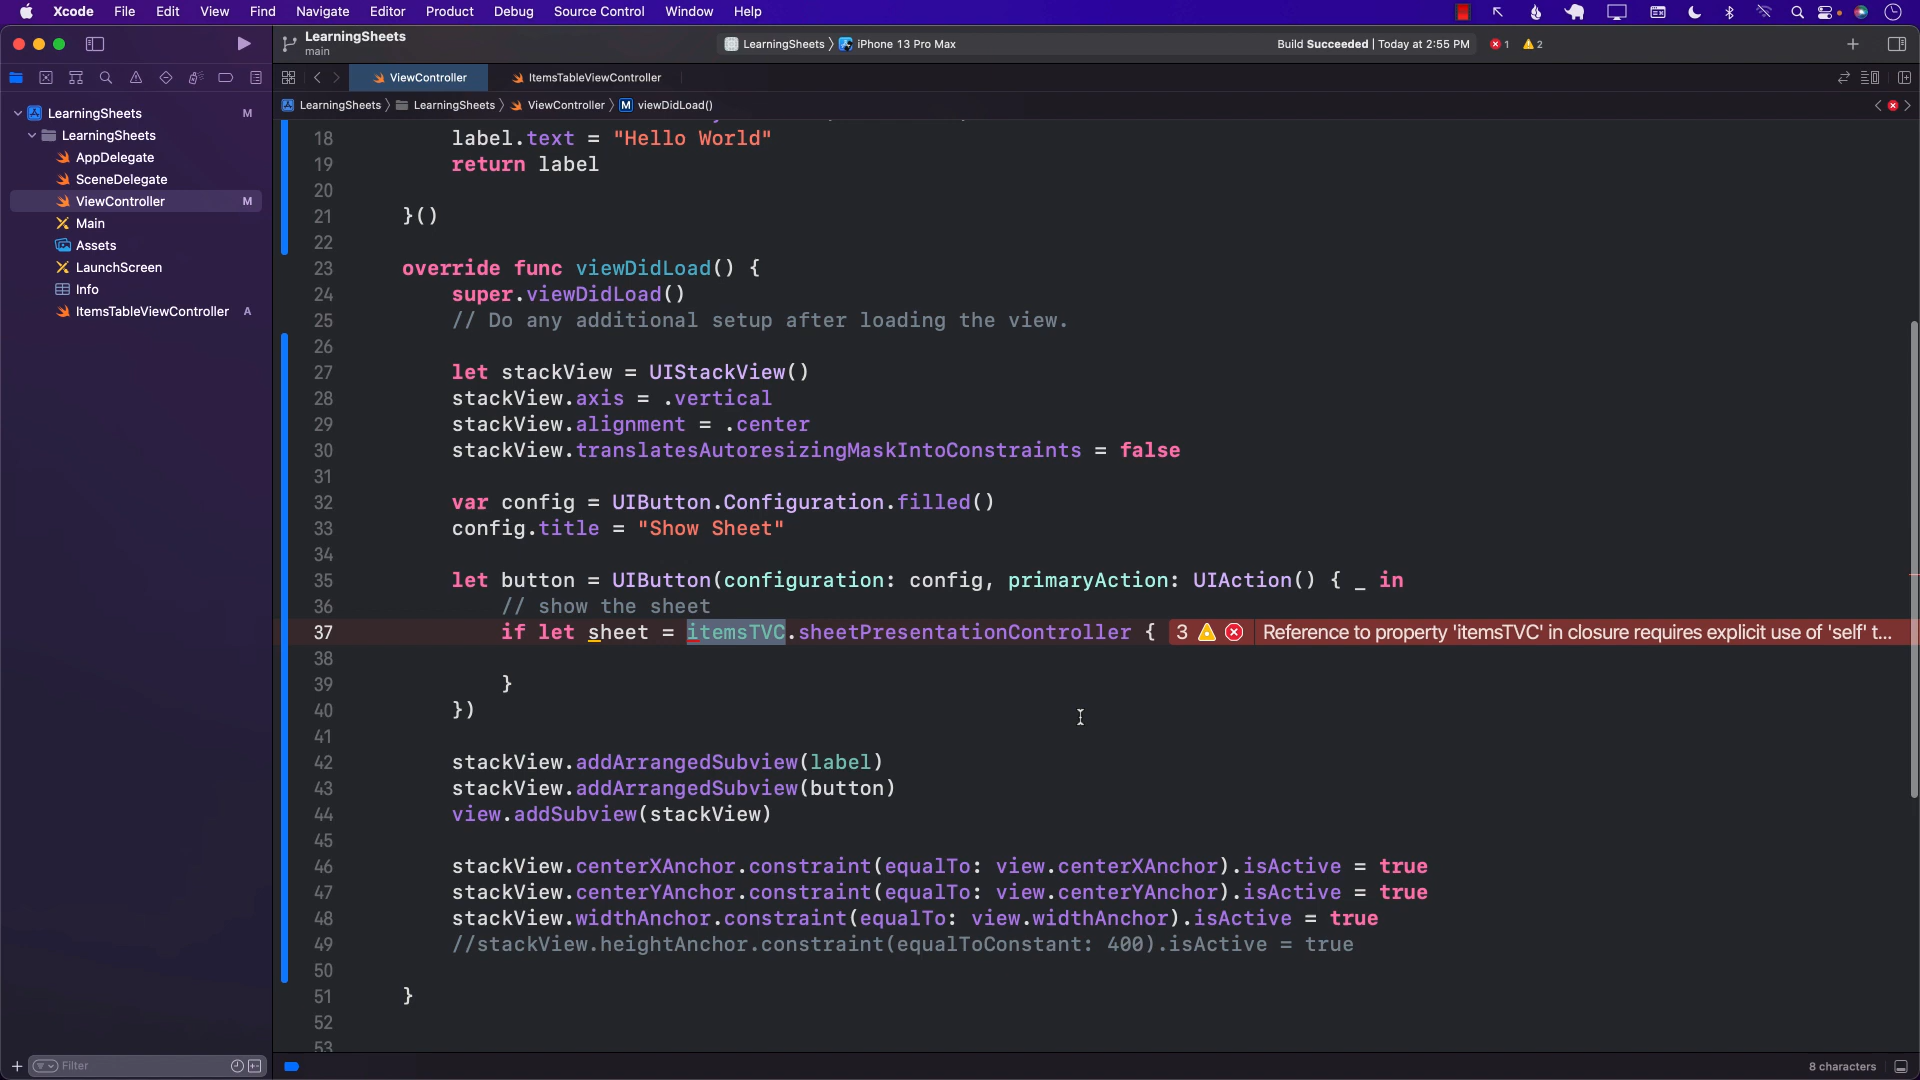 Xcode File Edit View Find Navigate Editor Product Debug Source Control Window Help
LearningSheets
main
LearningSheets iPhone 13 Pro Max
Build Succeeded | Today at 2:55 PM 1 2
ViewController
ItemsTableViewController
LearningSheets LearningSheets ViewController M viewDidLoad()
LearningSheets M
LearningSheets
AppDelegate
SceneDelegate
ViewController M
Main
Assets
LaunchScreen
Info
ItemsTableViewController A
18 label.text = "Hello World"
19 return label
20
21 }()
22
23 override func viewDidLoad() {
24 super.viewDidLoad()
25 // Do any additional setup after loading the view.
26
27 let stackView = UIStackView()
28 stackView.axis = .vertical
29 stackView.alignment = .center
30 stackView.translatesAutoresizingMaskIntoConstraints = false
31
32 var config = UIButton.Configuration.filled()
33 config.title = "Show Sheet"
34
35 let button = UIButton(configuration: config, primaryAction: UIAction() { _ in
36 // show the sheet
37 if let sheet = itemsTVC.sheetPresentationController { 3 Reference to property 'itemsTVC' in closure requires explicit use of 'self' t...
38
39 }
40 })
41
42 stackView.addArrangedSubview(label)
43 stackView.addArrangedSubview(button)
44 view.addSubview(stackView)
45
46 stackView.centerXAnchor.constraint(equalTo: view.centerXAnchor).isActive = true
47 stackView.centerYAnchor.constraint(equalTo: view.centerYAnchor).isActive = true
48 stackView.widthAnchor.constraint(equalTo: view.widthAnchor).isActive = true
49 //stackView.heightAnchor.constraint(equalToConstant: 400).isActive = true
50
51 }
52
53
Filter
8 characters